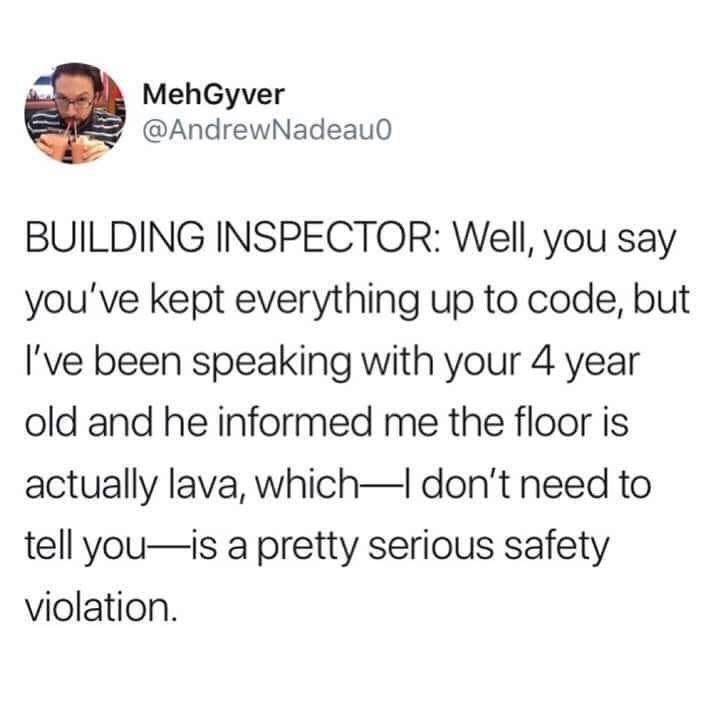 MehGyver
@AndrewNadeau0
BUILDING INSPECTOR: Well, you say
you've kept everything up to code, but
I've been speaking with your 4 year
old and he informed me the floor is
actually lava, which—I don't need to
tell you—is a pretty serious safety
violation.